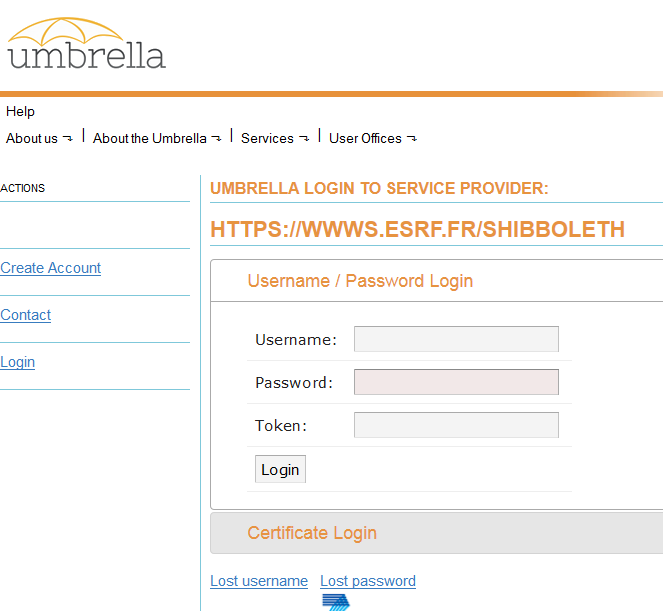 umbrella
Help
About us
About the Umbrella
Services
User Offices
ACTIONS
Create Account
Contact
Login
UMBRELLA LOGIN TO SERVICE PROVIDER:
HTTPS://WWWS.ESRF.FR/SHIBBOLETH
Username / Password Login
Username:
Password:
Token:
Login
Certificate Login
Lost username Lost password